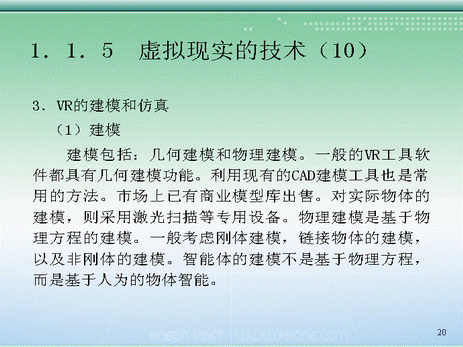 1．1．5 虚拟现实的技术（10）
3．VR的建模和仿真
（1）建模
建模包括：几何建模和物理建模。一般的VR工具软
件都具有几何建模功能。利用现有的CAD建模工具也是常
用的方法。市场上已有商业模型库出售。对实际物体的
建模，则采用激光扫描等专用设备。物理建模是基于物
理方程的建模。一般考虑刚体建模，链接物体的建模，
以及非刚体的建模。智能体的建模不是基于物理方程，
而是基于人为的物体智能。
20